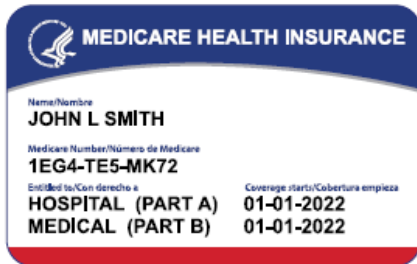 MEDICARE HEALTH INSURANCE
Name/Nombre
JOHN L SMITH
Medicare Number/Número de Medicare
1EG4-TE5-MK72
Entitled to/Con derecho a Coverage starts/Cobertura empieza
HOSPITAL (PART A) 01-01-2022
MEDICAL (PART B) 01-01-2022